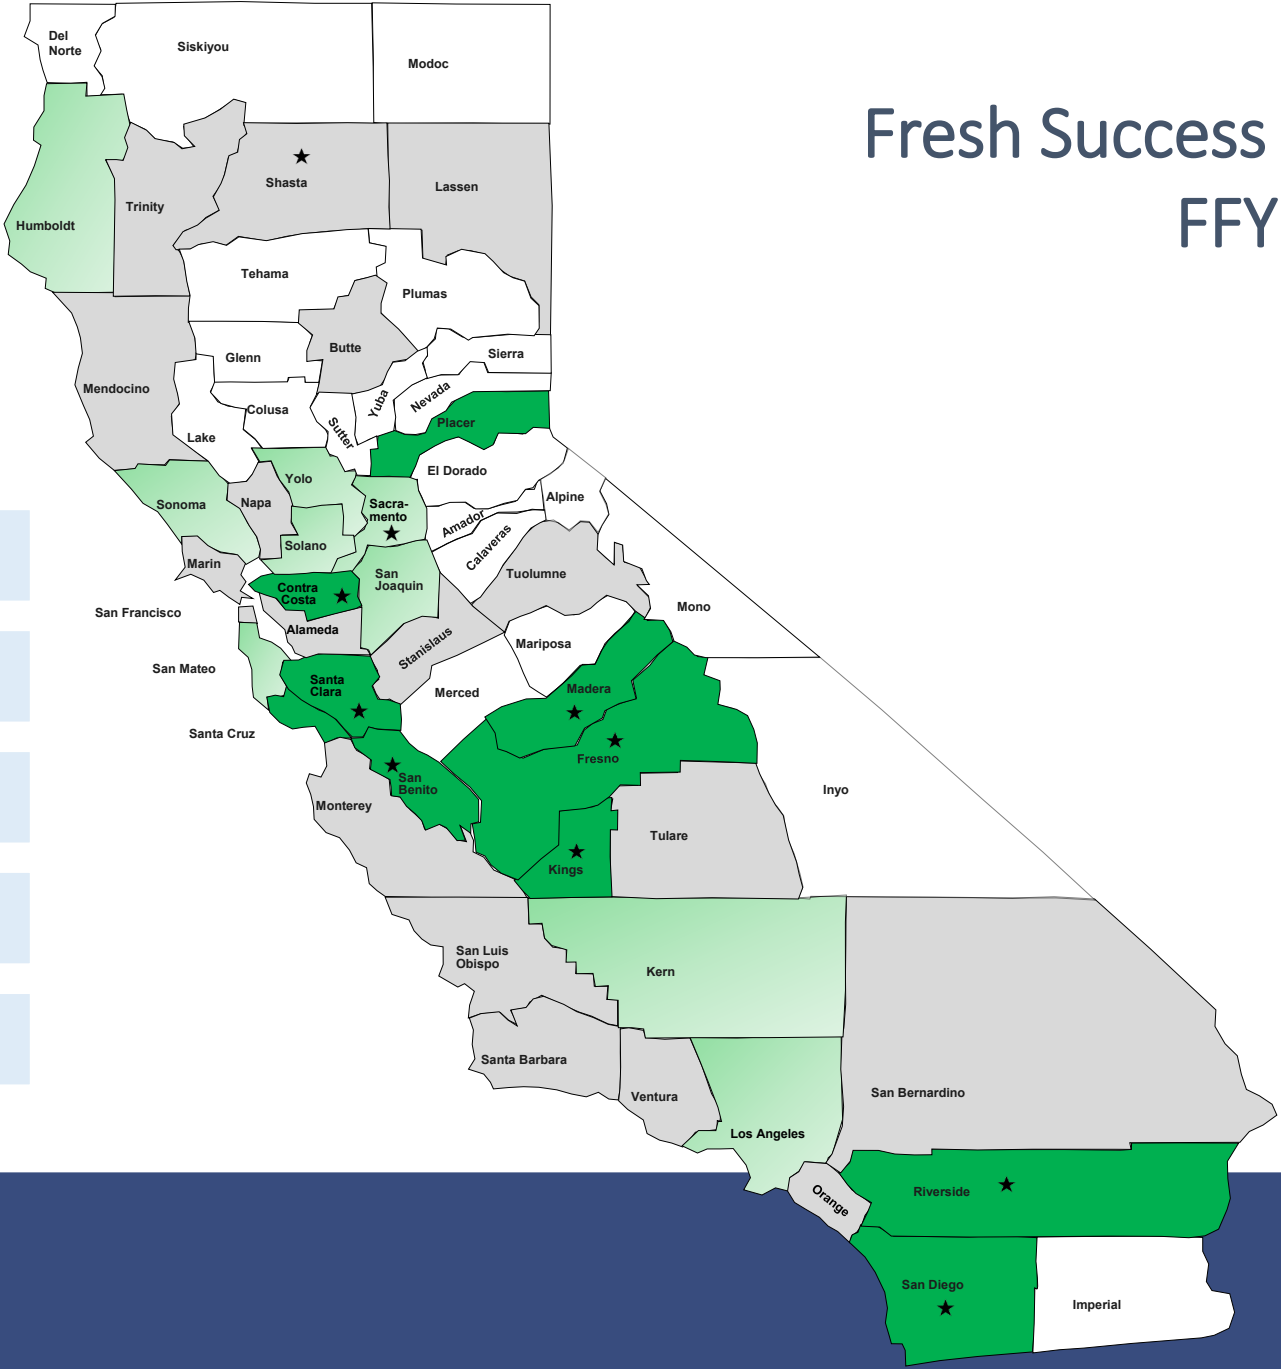 Fresh Success
FFY
Del
Norte
Siskiyou
Modoc
Shasta
Lassen
Trinity
Humboldt
Tehama
Plumas
Butte
Glenn
Sierra
Mendocino
Nevada
Yuba
Colusa
Sutter
Placer
Lake
El Dorado
Yolo
Alpine
Sonoma
Napa
Sacra-
mento
Amador
Calaveras
Solano
Marin
San
Joaquin
Tuolumne
Contra
Costa
Mono
San Francisco
Alameda
Stanislaus
Mariposa
San Mateo
Santa
Clara
Merced
Madera
Santa Cruz
Fresno
San
Benito
Inyo
Monterey
Tulare
Kings
San Luis
Obispo
Kern
Santa Barbara
Ventura
San Bernardino
Los Angeles
Riverside
Orange
San Diego
Imperial